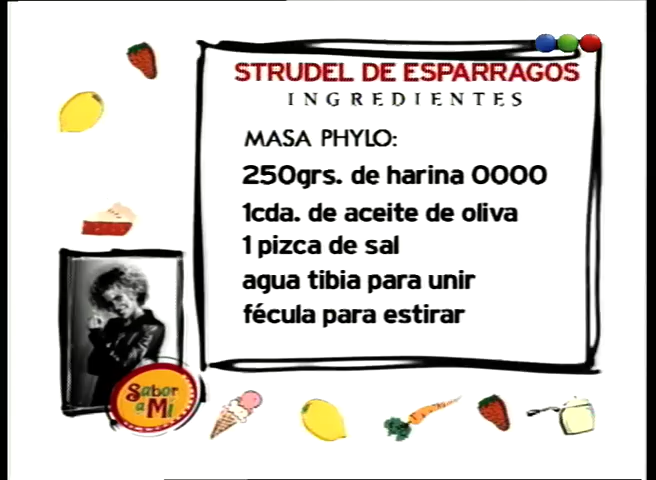 STRUDEL DE ESPARRAGOS
INGREDIENTES
MASA PHYLO:
250grs. de harina 0000
1cda. de aceite de oliva
1 pizca de sal
agua tibia para unir
fécula para estirar
Sabor
a Mí